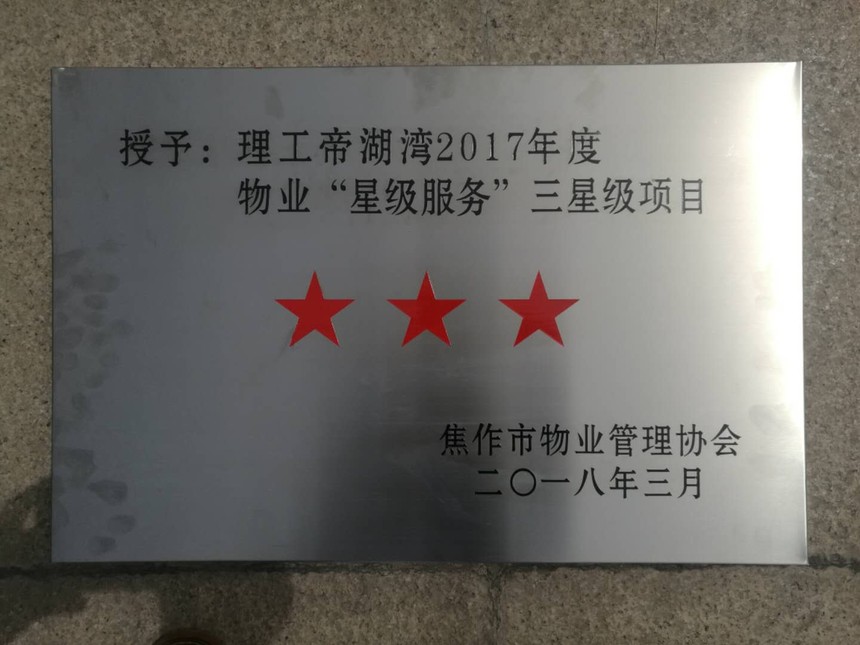 授予：理工帝湖湾2017年度
物业“星级服务”三星级项目
焦作市物业管理协会
二〇一八年三月